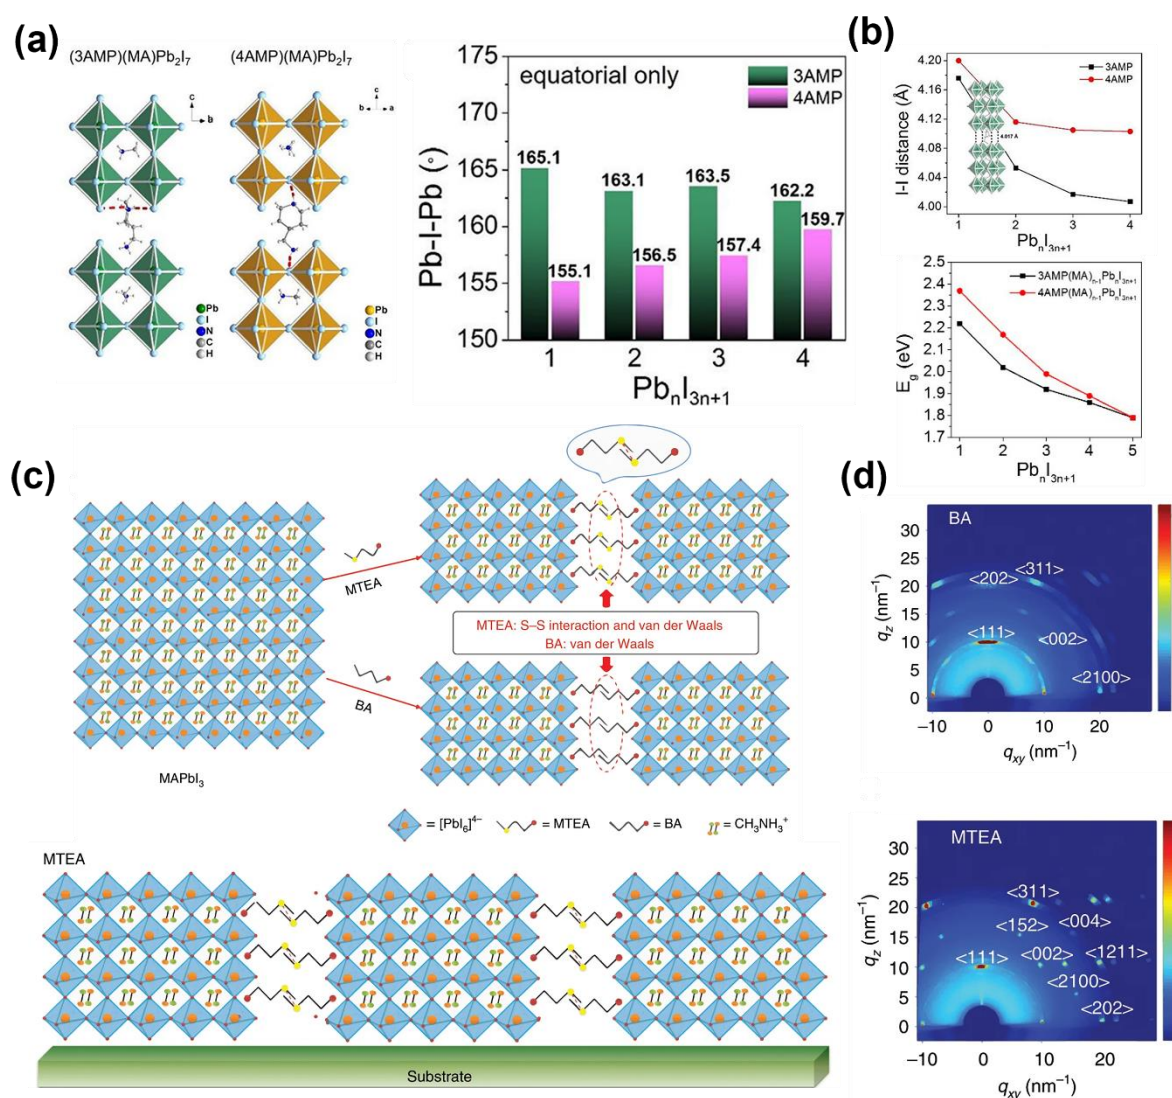 (a)
(3AMP)(MA)Pb₂I₇
(4AMP)(MA)Pb₂I₇
c
b
c
b
a
Pb
I
N
C
H
Pb
I
N
C
H
equatorial only
3AMP
4AMP
Pb-I-Pb (°)
175
170
165
160
155
150
165.1
155.1
163.1
156.5
163.5
157.4
162.2
159.7
1
2
3
4
PbₙI₃ₙ₊₁
(b)
3AMP
4AMP
I-I distance (Å)
4.20
4.16
4.12
4.08
4.04
4.00
4.017 Å
1
2
3
4
PbₙI₃ₙ₊₁
3AMP(MA)ₙ₋₁PbₙI₃ₙ₊₁
4AMP(MA)ₙ₋₁PbₙI₃ₙ₊₁
E_g (eV)
2.5
2.4
2.3
2.2
2.1
2.0
1.9
1.8
1.7
1
2
3
4
5
PbₙI₃ₙ₊₁
(c)
MTEA
MTEA: S–S interaction and van der Waals
BA: van der Waals
BA
MAPbI₃
= [PbI₆]⁴⁻
= MTEA
= BA
= CH₃NH₃⁺
MTEA
Substrate
(d)
BA
q_z (nm⁻¹)
30
25
20
15
10
5
0
<311>
<202>
<111>
<002>
<2100>
−10
0
10
20
q_xy (nm⁻¹)
MTEA
q_z (nm⁻¹)
30
25
20
15
10
5
0
<311>
<152>
<004>
<111>
<002>
<1211>
<2100>
<202>
−10
0
10
20
q_xy (nm⁻¹)